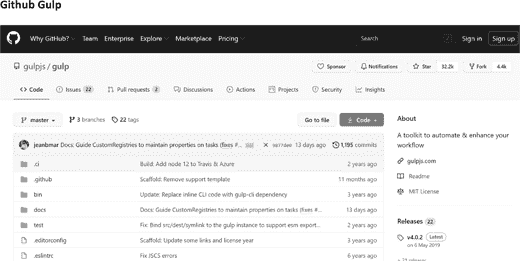 Github Gulp
Why GitHub? Team Enterprise Explore Marketplace Pricing Search / Sign in Sign up
gulpjs / gulp Sponsor Notifications Star 32.2k Fork 4.4k
Code Issues 22 Pull requests 2 Discussions Actions Projects Security Insights
master 3 branches 22 tags Go to file Code
About
jeanbmar Docs: Guide CustomRegistries to maintain properties on tasks (fixes #... 13 days ago 1,195 commits
A toolkit to automate & enhance your workflow
.ci Build: Add node 12 to Travis & Azure 2 years ago
.github Scaffold: Remove support template 11 months ago
bin Update: Replace inline CLI code with gulp-cli dependency 3 years ago
docs Docs: Guide CustomRegistries to maintain properties on tasks (fixes #... 13 days ago
test Fix: Bind src/dest/symlink to the gulp instance to support esm export... 2 years ago
.editorconfig Scaffold: Update some links and license year 3 years ago
.eslintrc Fix JSCS errors 6 years ago
gulpjs.com
Readme
MIT License
Releases 22
v4.0.2 Latest
on 6 May 2019